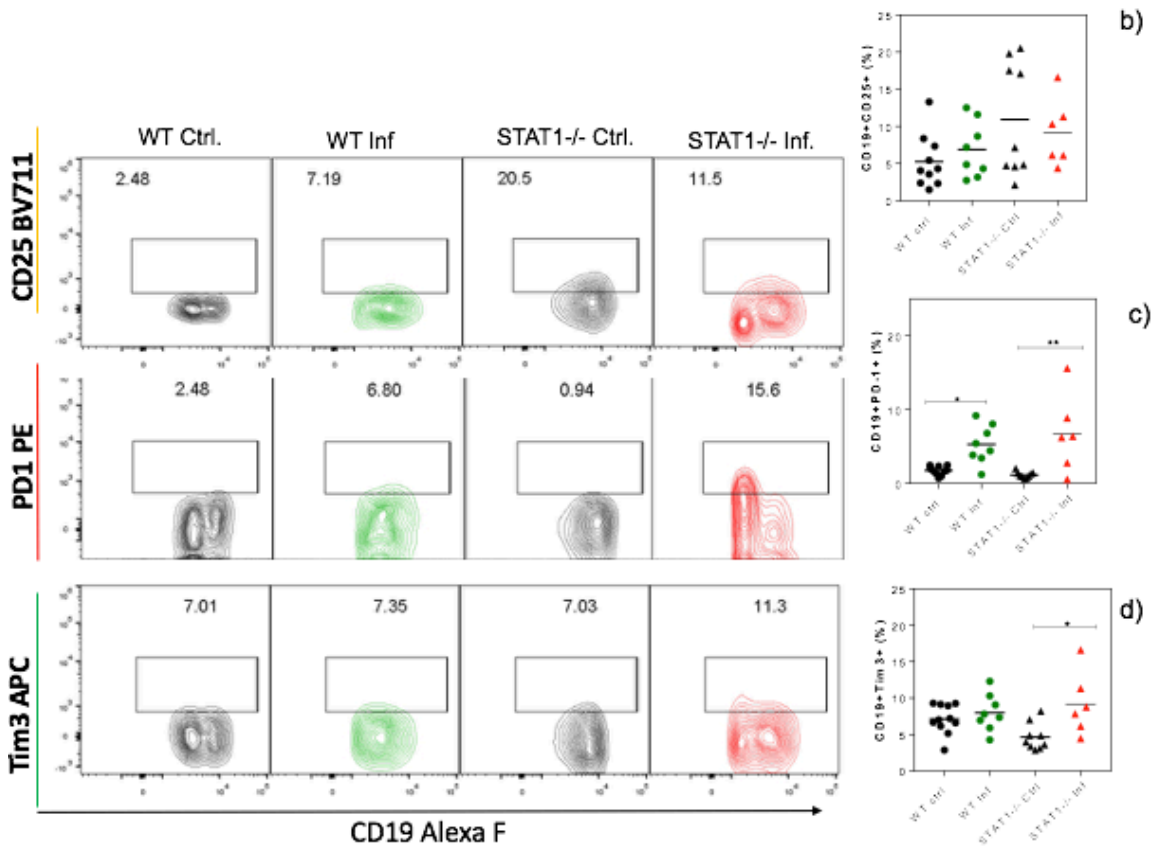 WT Ctrl. WT Inf STAT1-/- Ctrl. STAT1-/- Inf.
CD25 BV711
2.48 7.19 20.5 11.5
PD1 PE
2.48 6.80 0.94 15.6
Tim3 APC
7.01 7.35 7.03 11.3
CD19 Alexa F
b)
CD19+CD25+ (%)
25
20
15
10
5
0
WT ctrl WT Inf STAT1-/- Ctrl STAT1-/- Inf
c)
CD19+PD-1+ (%)
20
10
0
* **
WT ctrl WT Inf STAT1-/- Ctrl STAT1-/- Inf
d)
CD19+Tim3+ (%)
25
20
15
10
5
0
*
WT ctrl WT Inf STAT1-/- Ctrl STAT1-/- Inf